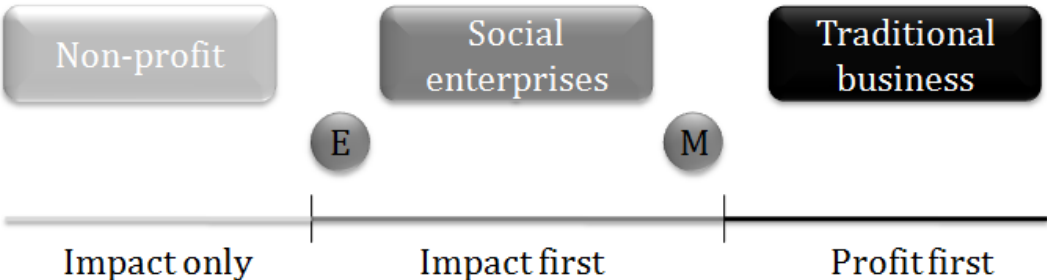 Non-profit
Social
enterprises
Traditional
business
E
M
Impact only
Impact first
Profit first